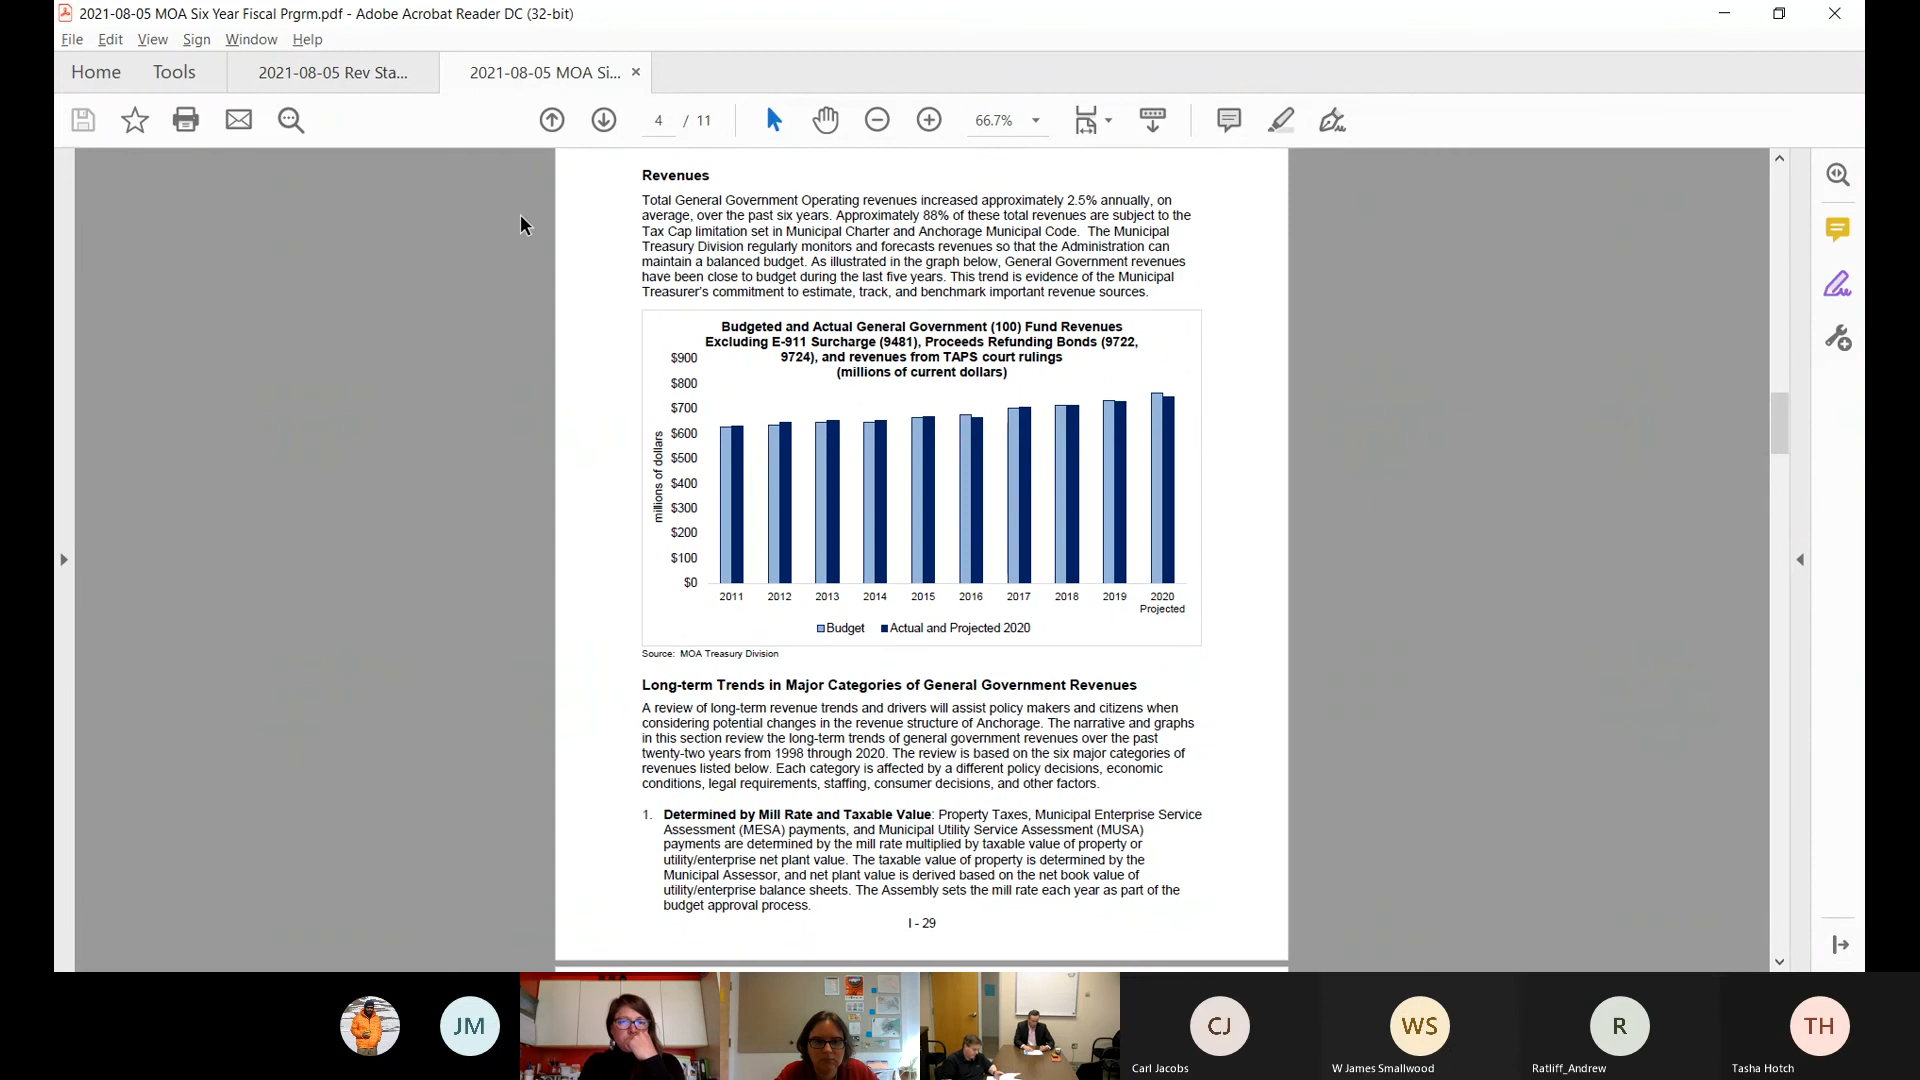 2021-08-05 MOA Six Year Fiscal Prgrm.pdf - Adobe Acrobat Reader DC (32-bit)
File Edit View Sign Window Help
Home Tools 2021-08-05 Rev Sta... 2021-08-05 MOA Si...
4 / 11 66.7%
Revenues
Total General Government Operating revenues increased approximately 2.5% annually, on
average, over the past six years. Approximately 88% of these total revenues are subject to the
Tax Cap limitation set in Municipal Charter and Anchorage Municipal Code. The Municipal
Treasury Division regularly monitors and forecasts revenues so that the Administration can
maintain a balanced budget. As illustrated in the graph below, General Government revenues
have been close to budget during the last five years. This trend is evidence of the Municipal
Treasurer's commitment to estimate, track, and benchmark important revenue sources.
Budgeted and Actual General Government (100) Fund Revenues
Excluding E-911 Surcharge (9481), Proceeds Refunding Bonds (9722,
9724), and revenues from TAPS court rulings
(millions of current dollars)
$900
$800
$700
$600
$500
$400
$300
$200
$100
$0
millions of dollars
2011 2012 2013 2014 2015 2016 2017 2018 2019 2020
Projected
Budget Actual and Projected 2020
Source: MOA Treasury Division
Long-term Trends in Major Categories of General Government Revenues
A review of long-term revenue trends and drivers will assist policy makers and citizens when
considering potential changes in the revenue structure of Anchorage. The narrative and graphs
in this section review the long-term trends of general government revenues over the past
twenty-two years from 1998 through 2020. The review is based on the six major categories of
revenues listed below. Each category is affected by a different policy decisions, economic
conditions, legal requirements, staffing, consumer decisions, and other factors.
1. Determined by Mill Rate and Taxable Value: Property Taxes, Municipal Enterprise Service
Assessment (MESA) payments, and Municipal Utility Service Assessment (MUSA)
payments are determined by the mill rate multiplied by taxable value of property or
utility/enterprise net plant value. The taxable value of property is determined by the
Municipal Assessor, and net plant value is derived based on the net book value of
utility/enterprise balance sheets. The Assembly sets the mill rate each year as part of the
budget approval process.
I - 29
JM CJ WS R TH
Carl Jacobs W James Smallwood Ratliff_Andrew Tasha Hotch